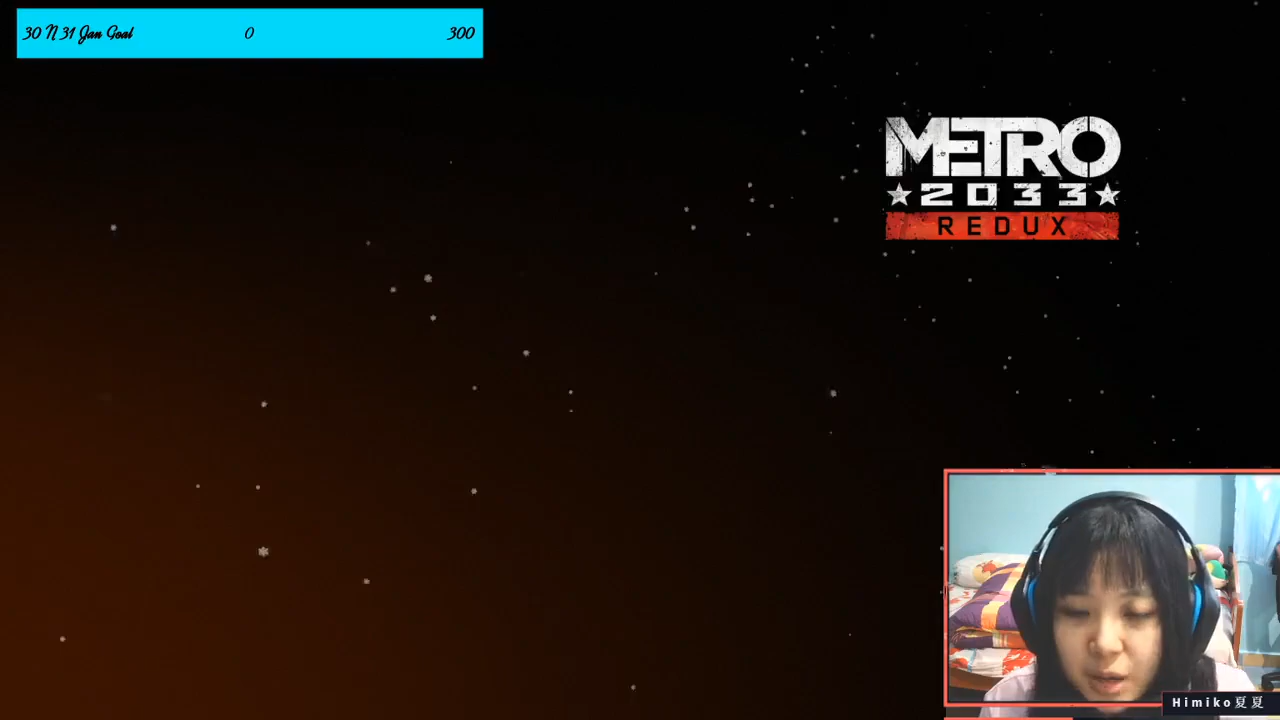 30 N 31 Jan Goal 0 300
METRO
2033
REDUX
Himiko夏夏